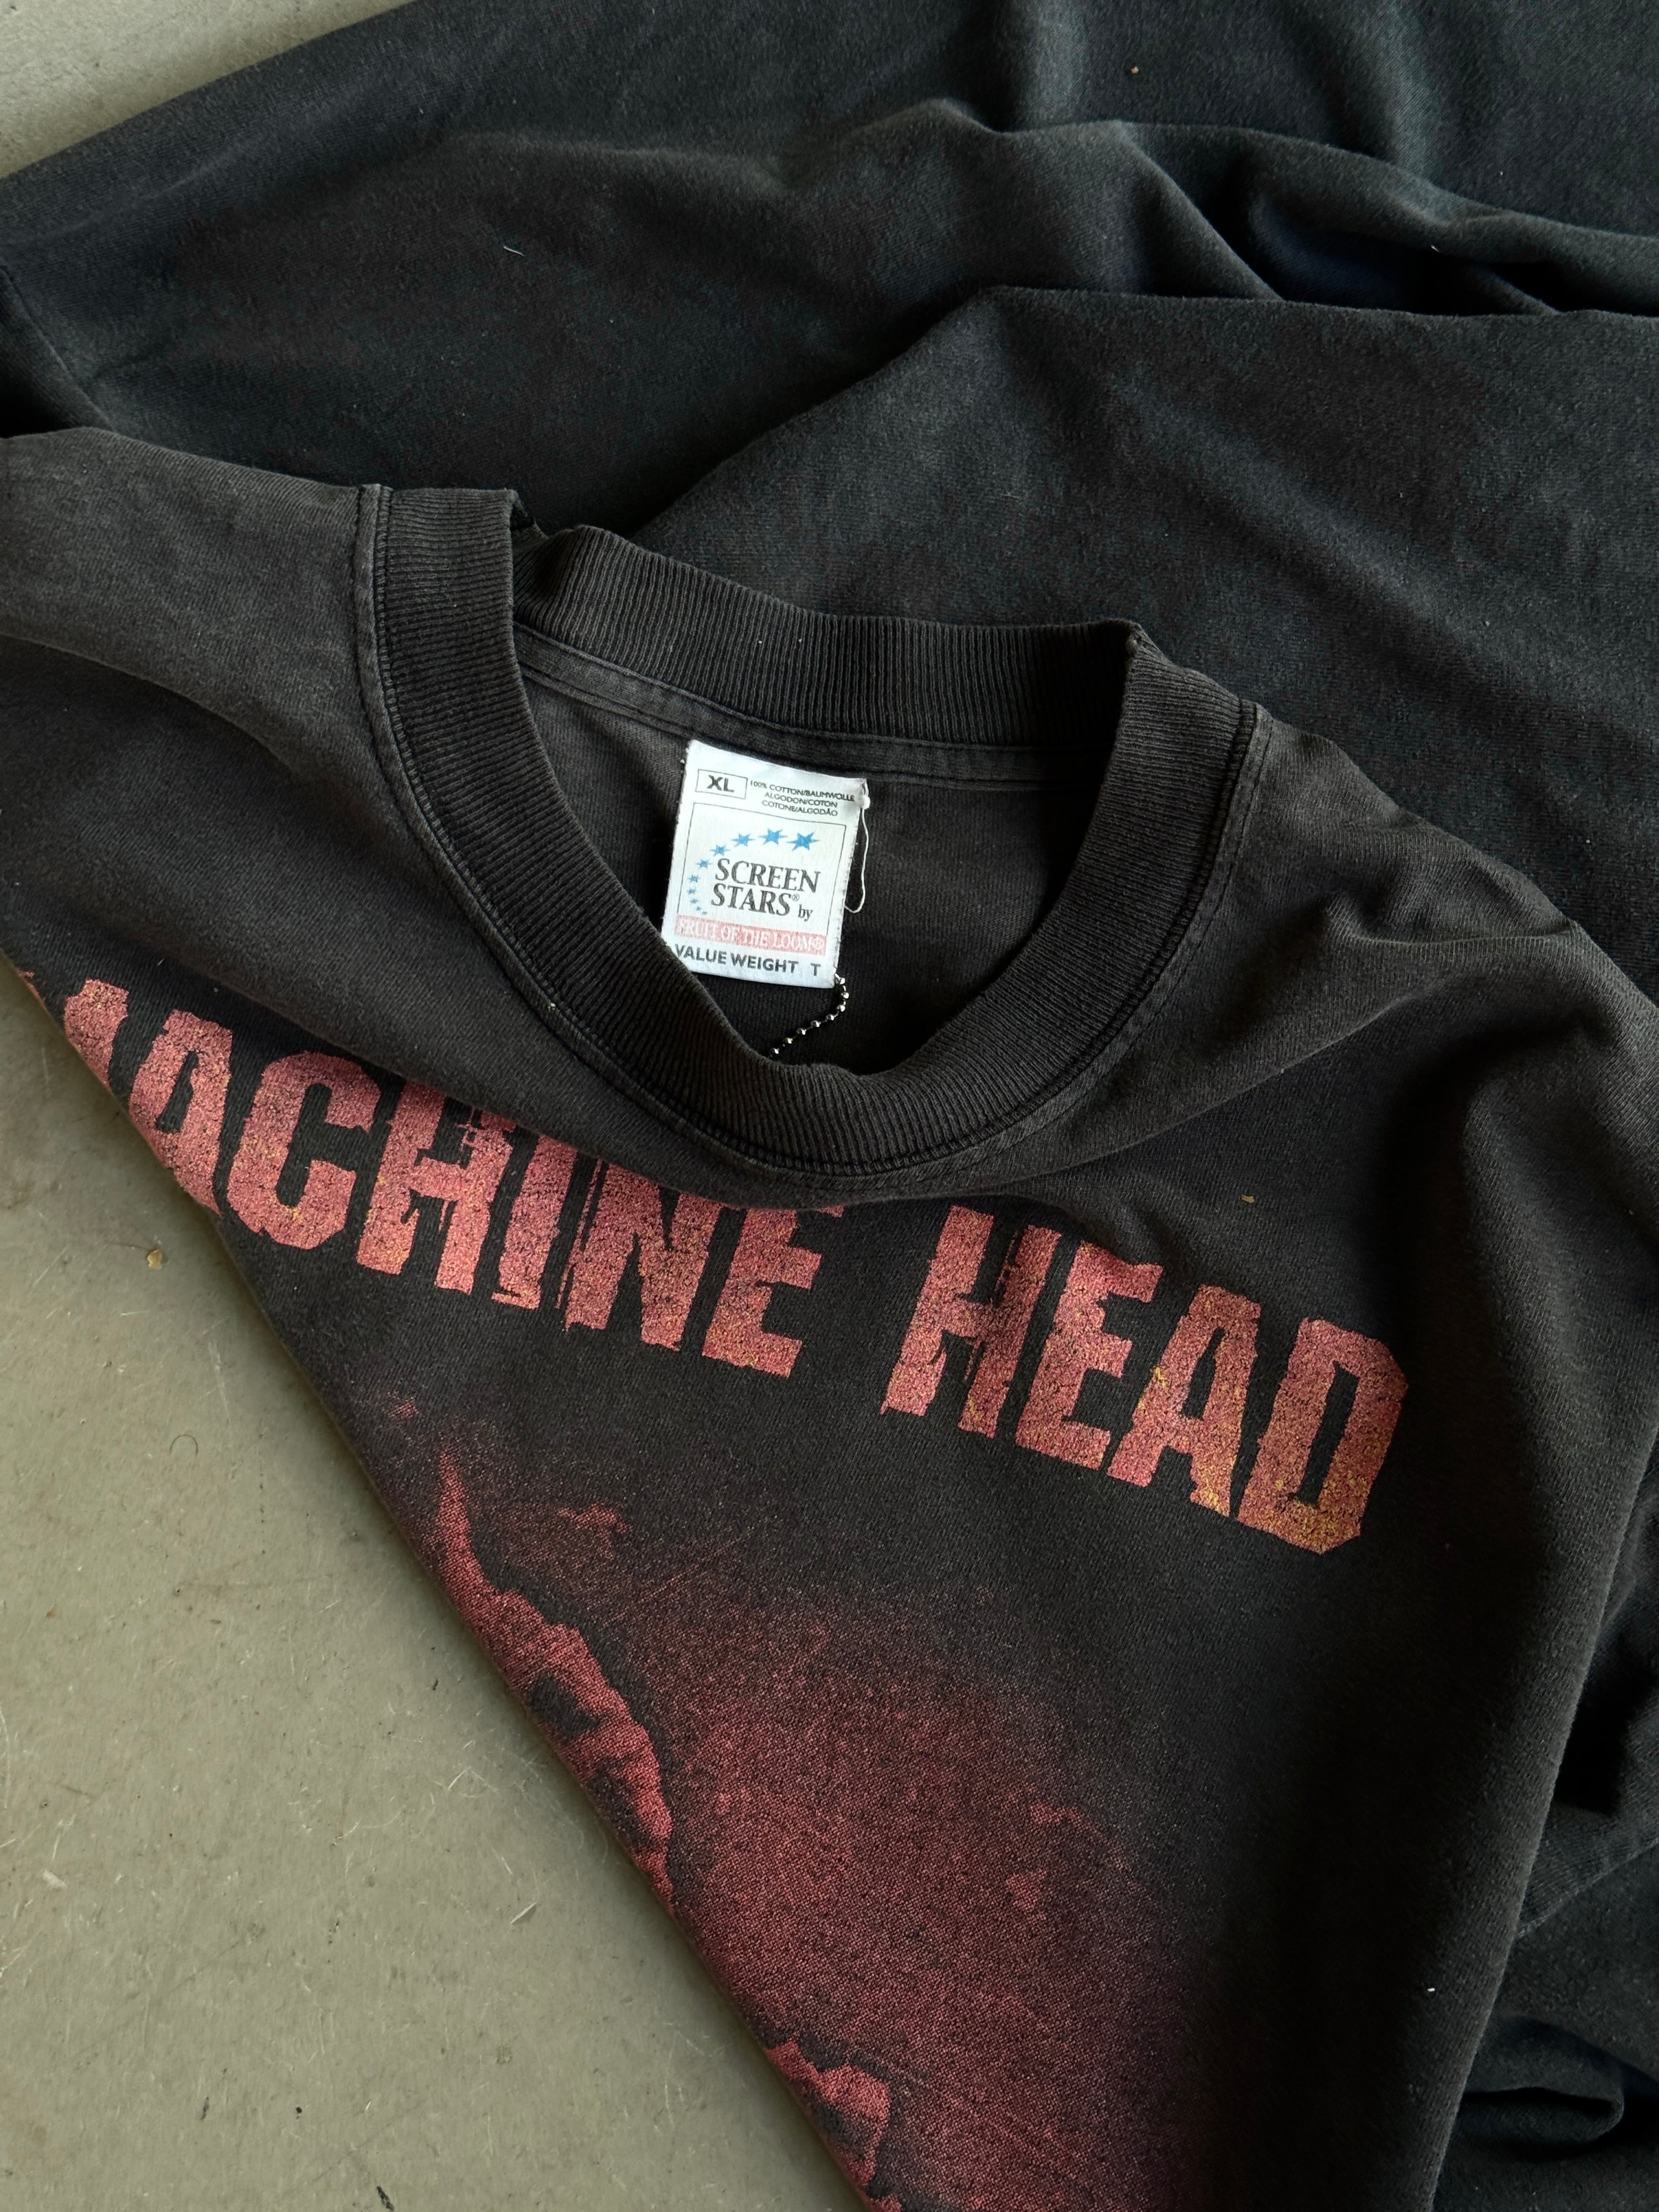 XL
100% COTTON/BAUMWOLLE
ALGODON/COTON
COTONE/ALGODÃO
SCREEN
STARS® by
FRUIT OF THE LOOM®
VALUE WEIGHT T
MACHINE HEAD